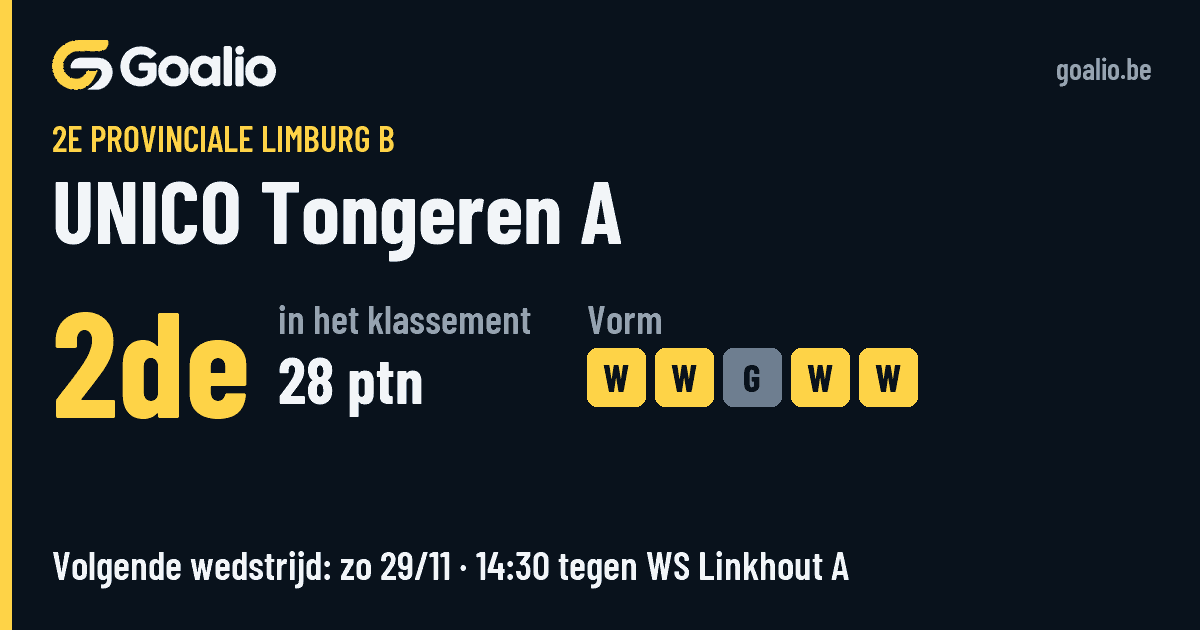 Goalio
goalio.be
2E PROVINCIALE LIMBURG B
UNICO Tongeren A
2de
in het klassement
28 ptn
Vorm
W W G W W
Volgende wedstrijd: zo 29/11 · 14:30 tegen WS Linkhout A